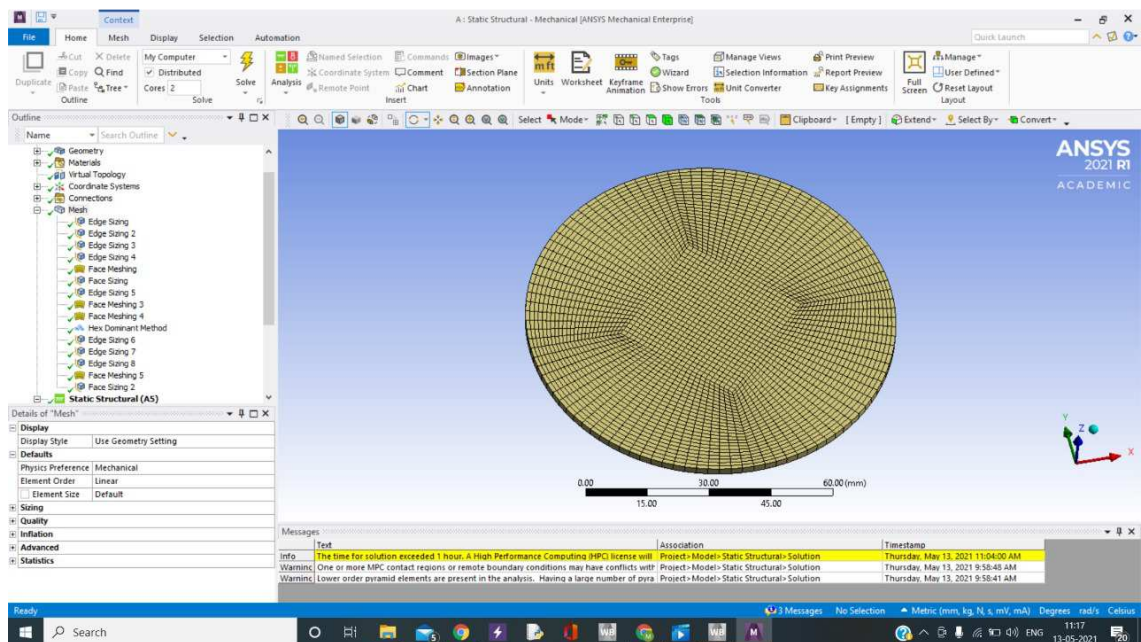 Context
A : Static Structural - Mechanical [ANSYS Mechanical Enterprise]
File Home Mesh Display Selection Automation
Quick Launch
Duplicate
Cut
Copy
Paste
Delete
Find
Tree
Outline
My Computer
Distributed
Cores 2
Solve
Solve
Analysis
Named Selection
Coordinate System
Remote Point
Commands
Comment
Chart
Images
Section Plane
Annotation
Insert
Units
Worksheet
Keyframe Animation
Tags
Wizard
Show Errors
Manage Views
Selection Information
Unit Converter
Print Preview
Report Preview
Key Assignments
Tools
Full Screen
Manage
User Defined
Reset Layout
Layout
Outline
Name Search Outline
Select Mode Clipboard [Empty] Extend Select By Convert
Geometry
Materials
Virtual Topology
Coordinate Systems
Connections
Mesh
Edge Sizing
Edge Sizing 2
Edge Sizing 3
Edge Sizing 4
Face Meshing
Face Sizing
Edge Sizing 5
Face Meshing 3
Face Meshing 4
Hex Dominant Method
Edge Sizing 6
Edge Sizing 7
Edge Sizing 8
Face Meshing 5
Face Sizing 2
Static Structural (A5)
ANSYS
2021 R1
ACADEMIC
Details of "Mesh"
Display
Display Style Use Geometry Setting
Defaults
Physics Preference Mechanical
Element Order Linear
Element Size Default
Sizing
Quality
Inflation
Advanced
Statistics
Y
Z
X
0.00 30.00 60.00 (mm)
15.00 45.00
Messages
Text Association Timestamp
Info The time for solution exceeded 1 hour. A High Performance Computing (HPC) license will Project>Model>Static Structural>Solution Thursday, May 13, 2021 11:04:00 AM
Warning One or more MPC contact regions or remote boundary conditions may have conflicts with Project>Model>Static Structural>Solution Thursday, May 13, 2021 9:58:48 AM
Warning Lower order pyramid elements are present in the analysis. Having a large number of pyra Project>Model>Static Structural>Solution Thursday, May 13, 2021 9:58:41 AM
Ready 3 Messages No Selection Metric (mm, kg, N, s, mV, mA) Degrees rad/s Celsius
Search
ENG
11:17
13-05-2021
20